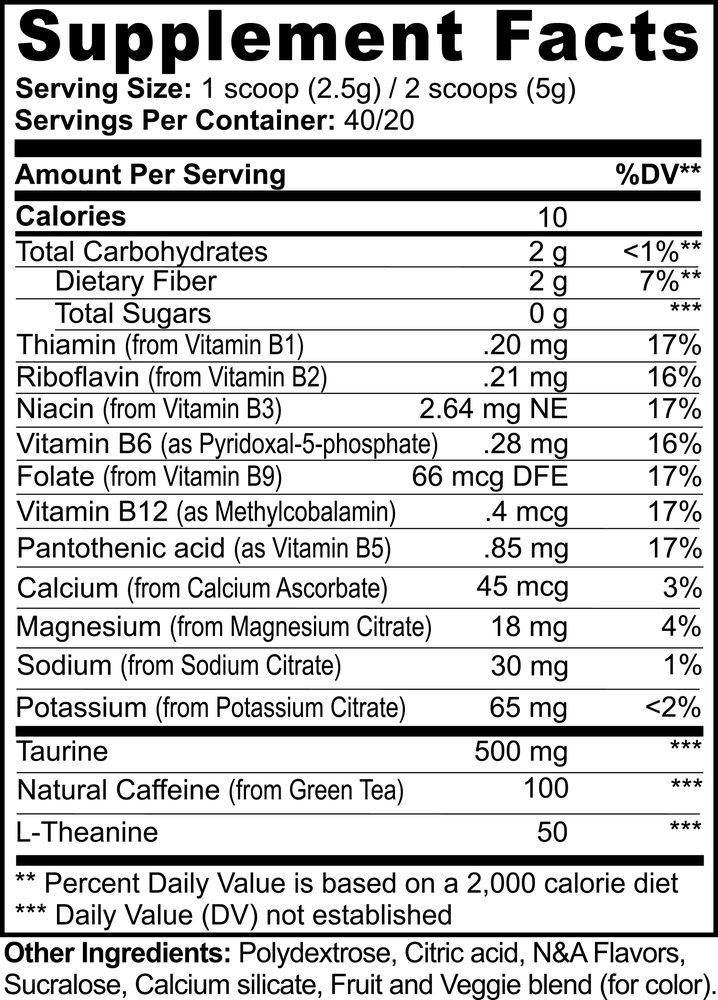 Supplement Facts
Serving Size: 1 scoop (2.5g) / 2 scoops (5g)
Servings Per Container: 40/20
Amount Per Serving %DV**
Calories 10
Total Carbohydrates 2 g <1%**
Dietary Fiber 2 g 7%**
Total Sugars 0 g ***
Thiamin (from Vitamin B1) .20 mg 17%
Riboflavin (from Vitamin B2) .21 mg 16%
Niacin (from Vitamin B3) 2.64 mg NE 17%
Vitamin B6 (as Pyridoxal-5-phosphate) .28 mg 16%
Folate (from Vitamin B9) 66 mcg DFE 17%
Vitamin B12 (as Methylcobalamin) .4 mcg 17%
Pantothenic acid (as Vitamin B5) .85 mg 17%
Calcium (from Calcium Ascorbate) 45 mcg 3%
Magnesium (from Magnesium Citrate) 18 mg 4%
Sodium (from Sodium Citrate) 30 mg 1%
Potassium (from Potassium Citrate) 65 mg <2%
Taurine 500 mg ***
Natural Caffeine (from Green Tea) 100 ***
L-Theanine 50 ***
** Percent Daily Value is based on a 2,000 calorie diet
*** Daily Value (DV) not established
Other Ingredients: Polydextrose, Citric acid, N&A Flavors,
Sucralose, Calcium silicate, Fruit and Veggie blend (for color).